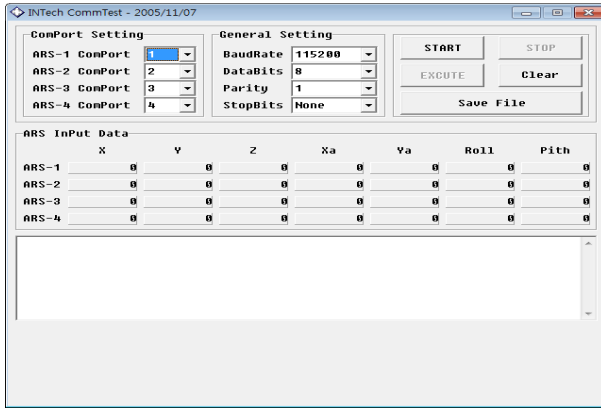 INTech CommTest - 2005/11/07
ComPort Setting
ARS-1 ComPort 1
ARS-2 ComPort 2
ARS-3 ComPort 3
ARS-4 ComPort 4
General Setting
BaudRate 115200
DataBits 8
Parity 1
StopBits None
START STOP
EXCUTE Clear
Save File
ARS InPut Data
X Y Z Xa Ya Roll Pith
ARS-1 0 0 0 0 0 0 0
ARS-2 0 0 0 0 0 0 0
ARS-3 0 0 0 0 0 0 0
ARS-4 0 0 0 0 0 0 0